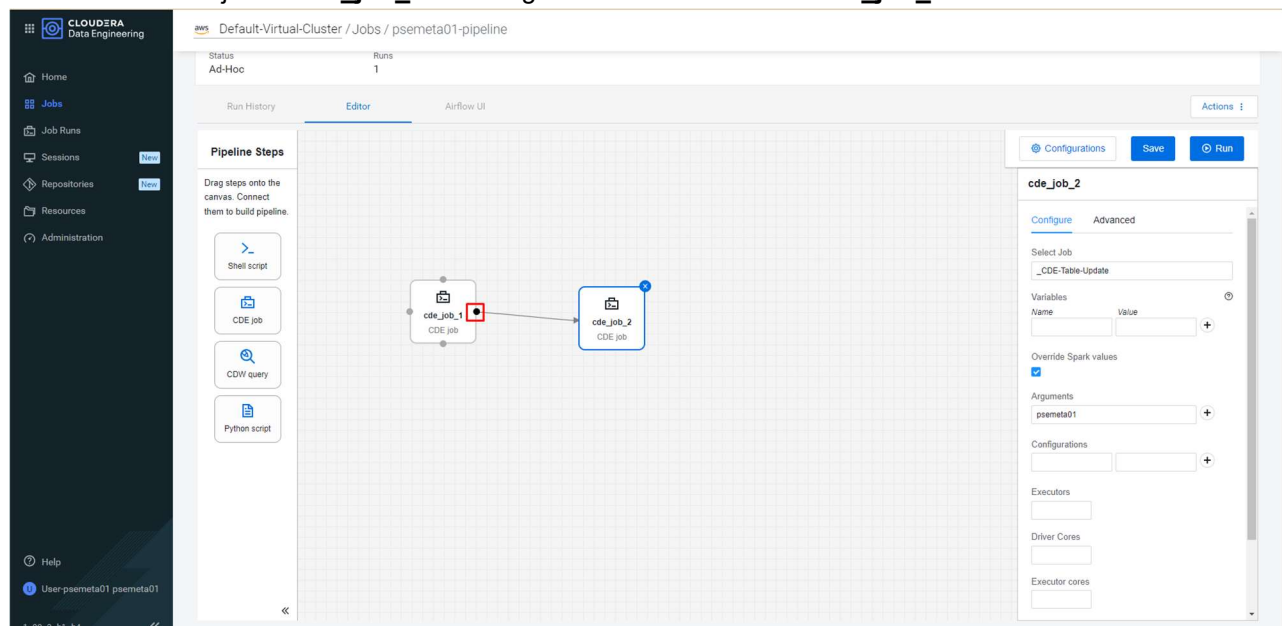 CLOUDERA
Data Engineering
Home
Jobs
Job Runs
Sessions New
Repositories New
Resources
Administration
Help
U User-psemeta01 psemeta01
aws Default-Virtual-Cluster / Jobs / psemeta01-pipeline
Status Runs
Ad-Hoc 1
Run History Editor Airflow UI Actions
Pipeline Steps
Drag steps onto the
canvas. Connect
them to build pipeline.
Shell script
CDE job
CDW query
Python script
cde_job_1
CDE job
cde_job_2
CDE job
Configurations Save Run
cde_job_2
Configure Advanced
Select Job
_CDE-Table-Update
Variables
Name Value
Override Spark values
Arguments
psemeta01
Configurations
Executors
Driver Cores
Executor cores